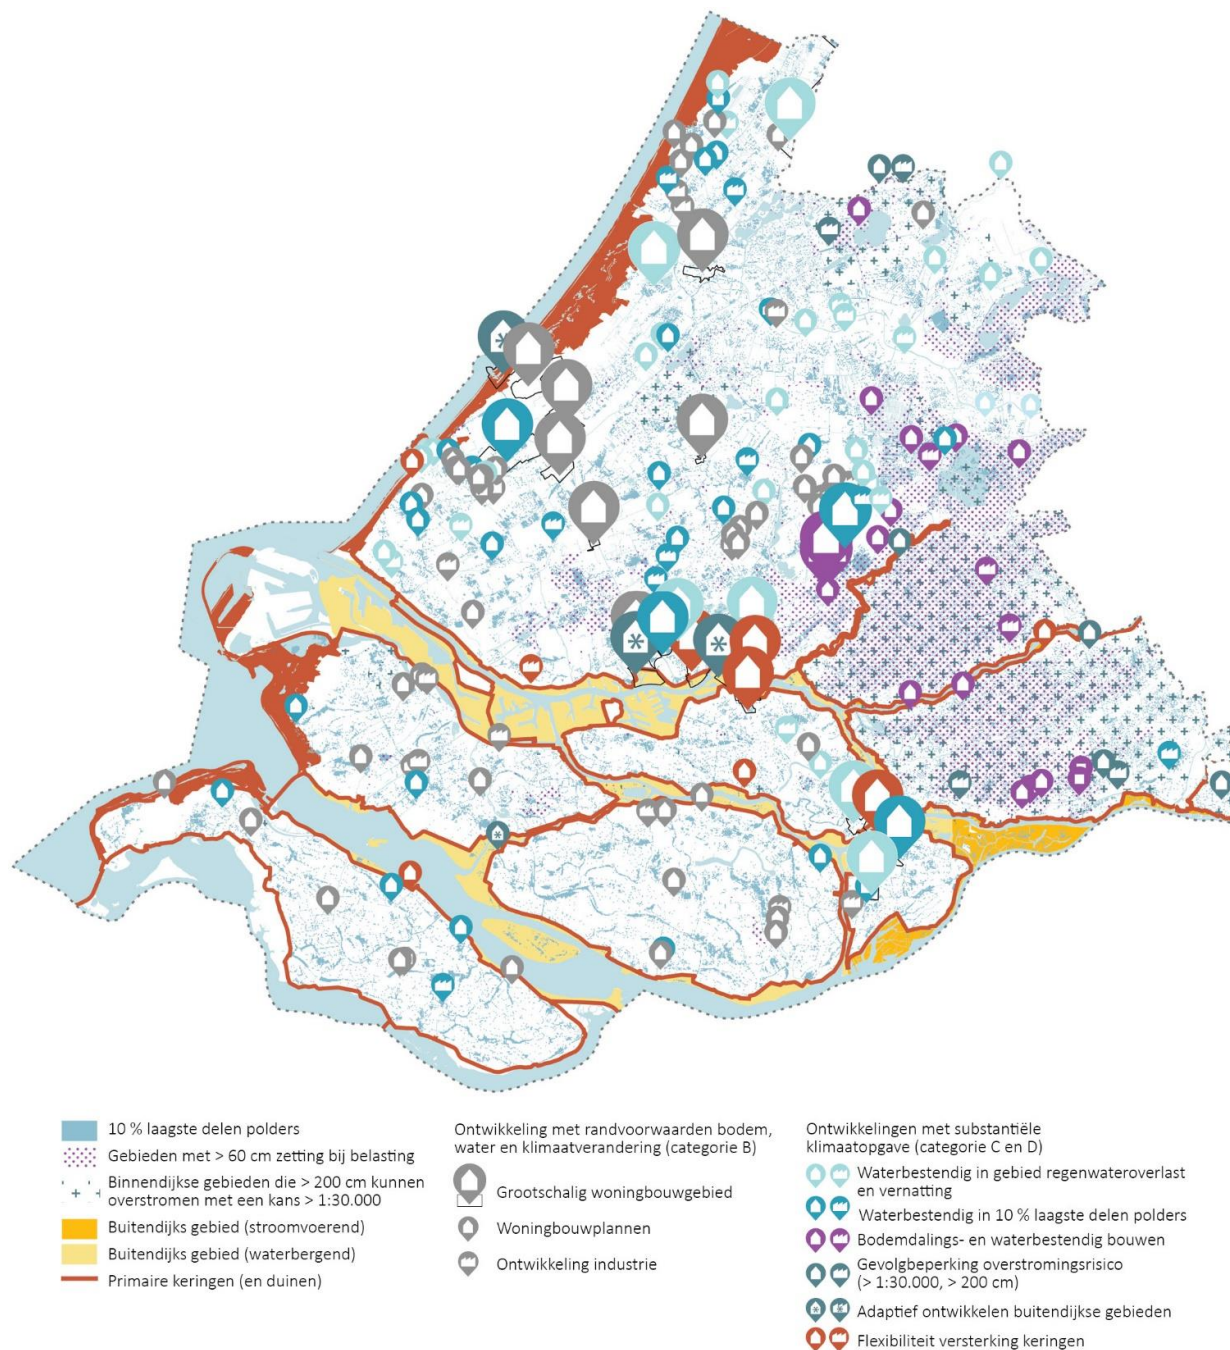 10 % laagste delen polders
Gebieden met > 60 cm zetting bij belasting
Binnendijkse gebieden die > 200 cm kunnen
overstromen met een kans > 1:30.000
Buitendijks gebied (stroomvoerend)
Buitendijks gebied (waterbergend)
Primaire keringen (en duinen)
Ontwikkeling met randvoorwaarden bodem,
water en klimaatverandering (categorie B)
Grootschalig woningbouwgebied
Woningbouwplannen
Ontwikkeling industrie
Ontwikkelingen met substantiële
klimaatopgave (categorie C en D)
Waterbestendig in gebied regenwateroverlast
en vernatting
Waterbestendig in 10 % laagste delen polders
Bodemdalings- en waterbestendig bouwen
Gevolgbeperking overstromingsrisico
(> 1:30.000, > 200 cm)
Adaptief ontwikkelen buitendijkse gebieden
Flexibiliteit versterking keringen